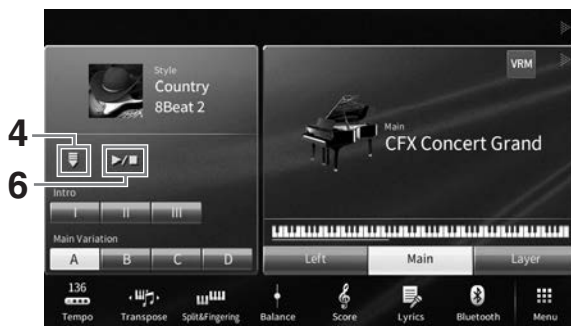 Style
Country
8Beat 2
4
6
Intro
I II III
Main Variation
A B C D
VRM
Main
CFX Concert Grand
Left Main Layer
136
Tempo Transpose Split&Fingering Balance Score Lyrics Bluetooth Menu